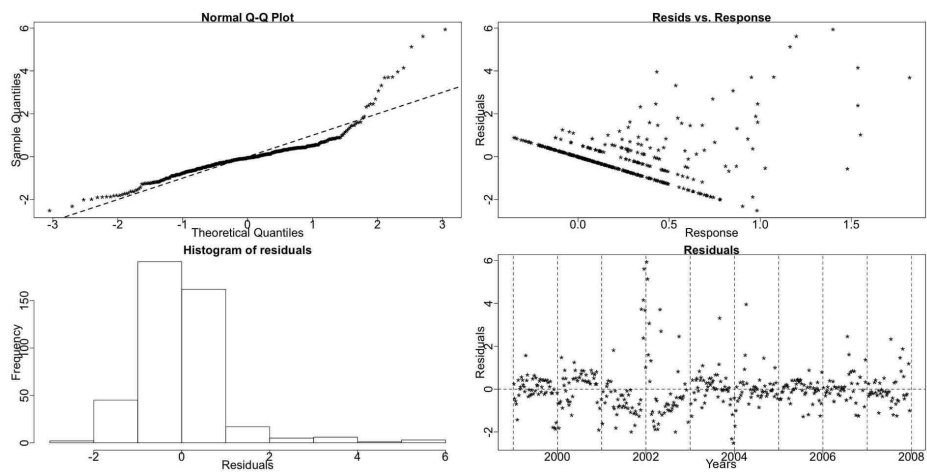 Normal Q-Q Plot
6
4
2
0
-2
Sample Quantiles
-3 -2 -1 0 1 2 3
Theoretical Quantiles
Resids vs. Response
6
4
2
0
-2
Residuals
0.0 0.5 1.0 1.5
Response
Histogram of residuals
150
100
50
0
Frequency
-2 0 2 4 6
Residuals
Residuals
6
4
2
0
-2
Residuals
2000 2002 2004 2006 2008
Years